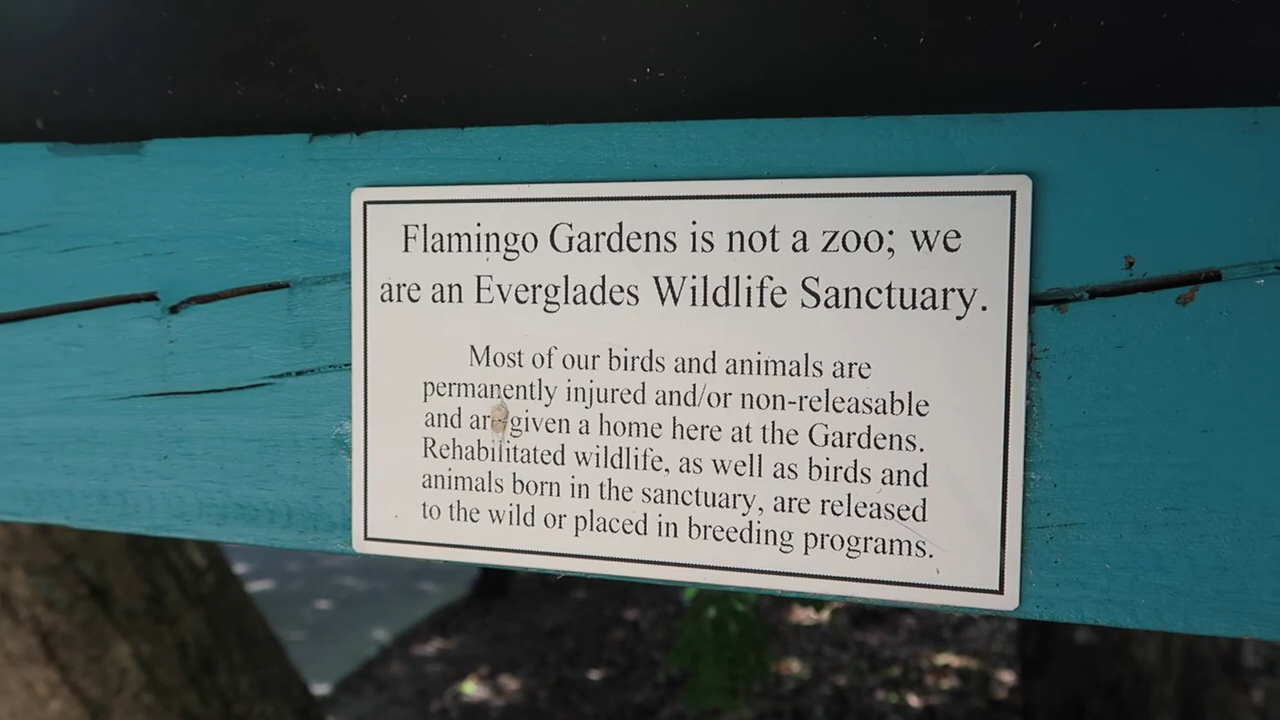 Flamingo Gardens is not a zoo; we
are an Everglades Wildlife Sanctuary.
Most of our birds and animals are
permanently injured and/or non-releasable
and are given a home here at the Gardens.
Rehabilitated wildlife, as well as birds and
animals born in the sanctuary, are released
to the wild or placed in breeding programs.